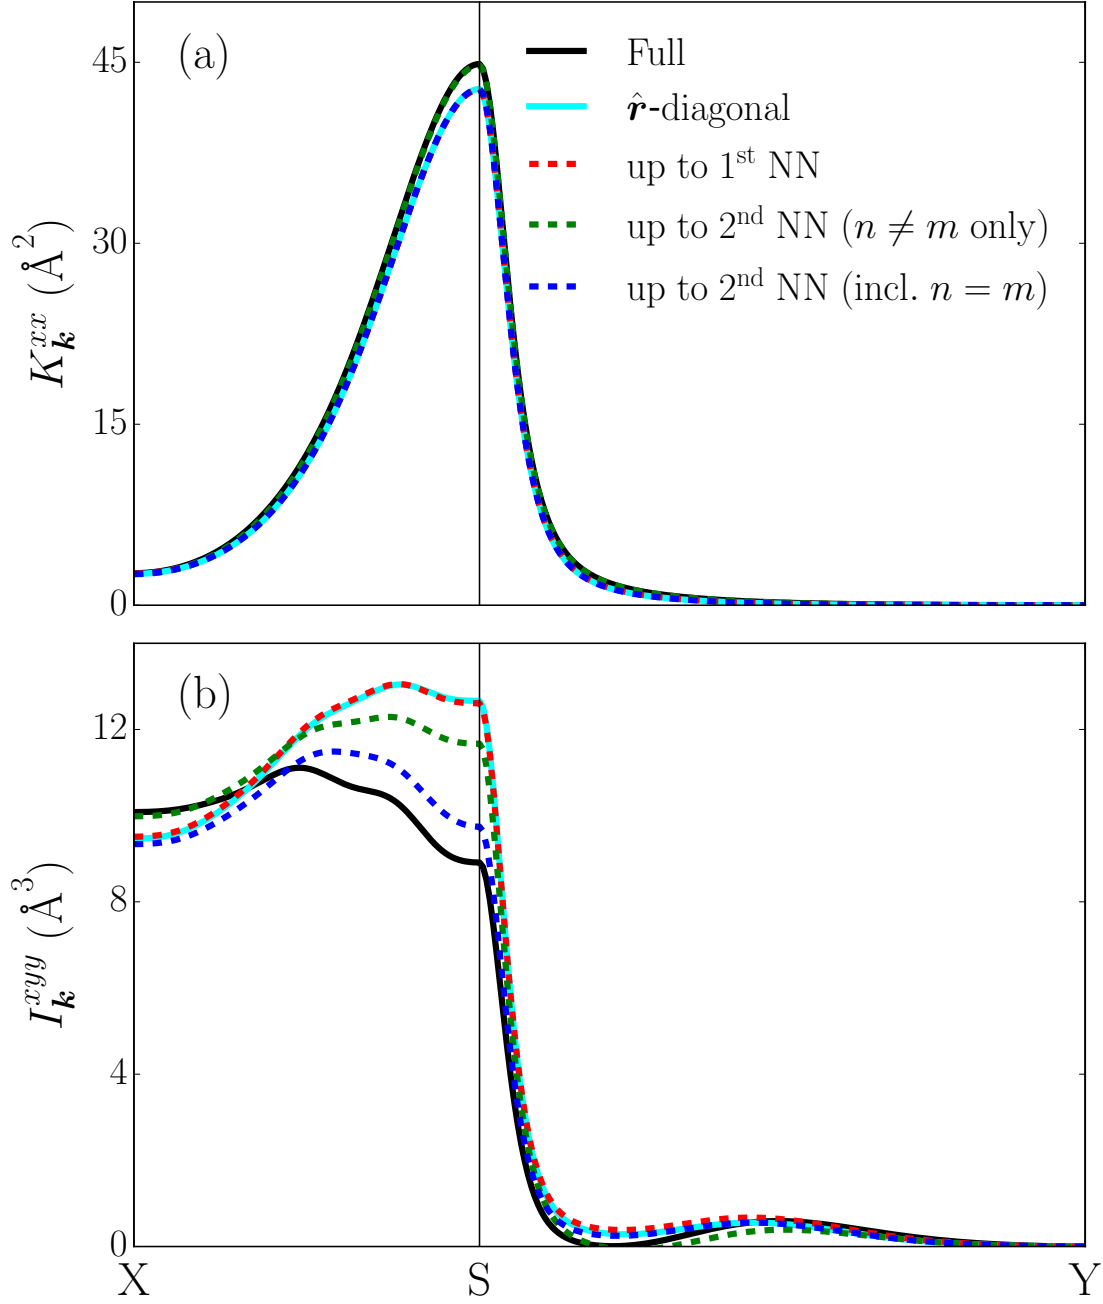 (a)
Full
r̂-diagonal
up to 1st NN
up to 2nd NN (n ≠ m only)
up to 2nd NN (incl. n = m)
45
30
15
0
K_k^{xx} (Å^2)
(b)
12
8
4
0
I_k^{xyy} (Å^3)
X S Y